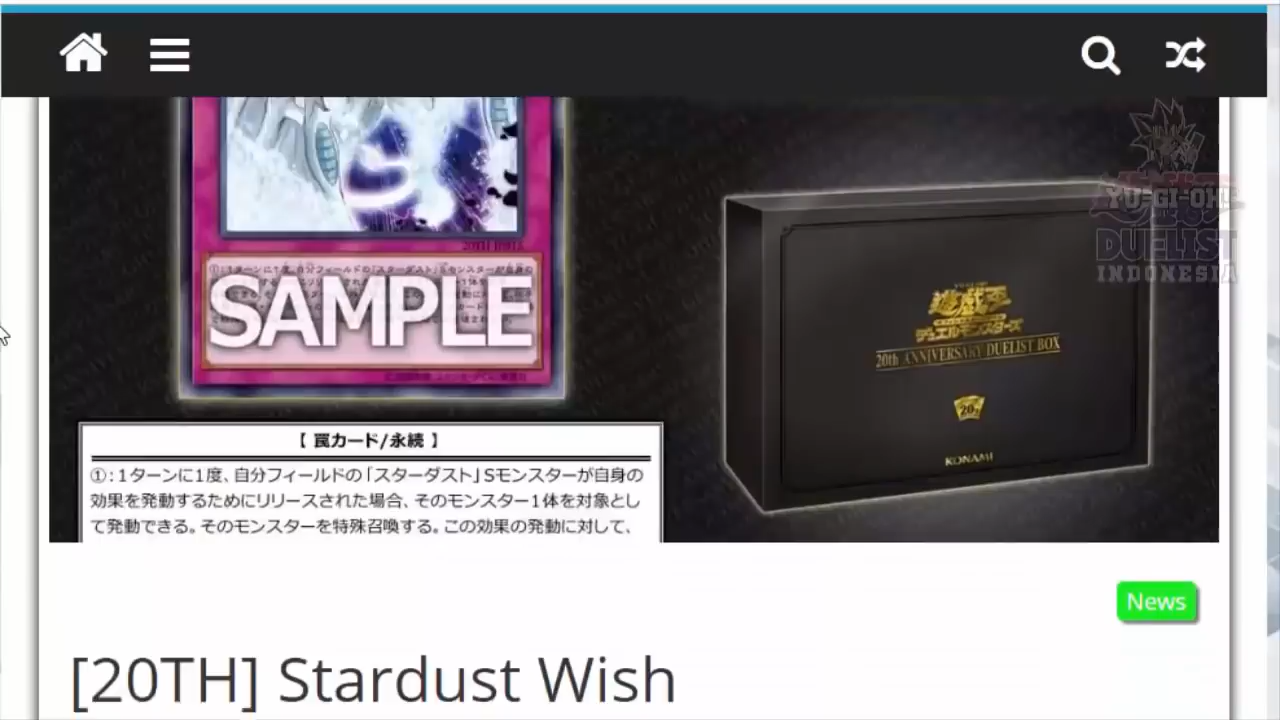 YU-GI-OH!
DUELIST
INDONESIA
SAMPLE
遊戯王
デュエルモンスターズ
20th ANNIVERSARY DUELIST BOX
20th
KONAMI
【 罠カード/永続 】
①：1ターンに1度、自分フィールドの「スターダスト」Sモンスターが自身の
効果を発動するためにリリースされた場合、そのモンスター1体を対象とし
て発動できる。そのモンスターを特殊召喚する。この効果の発動に対して、
News
[20TH] Stardust Wish